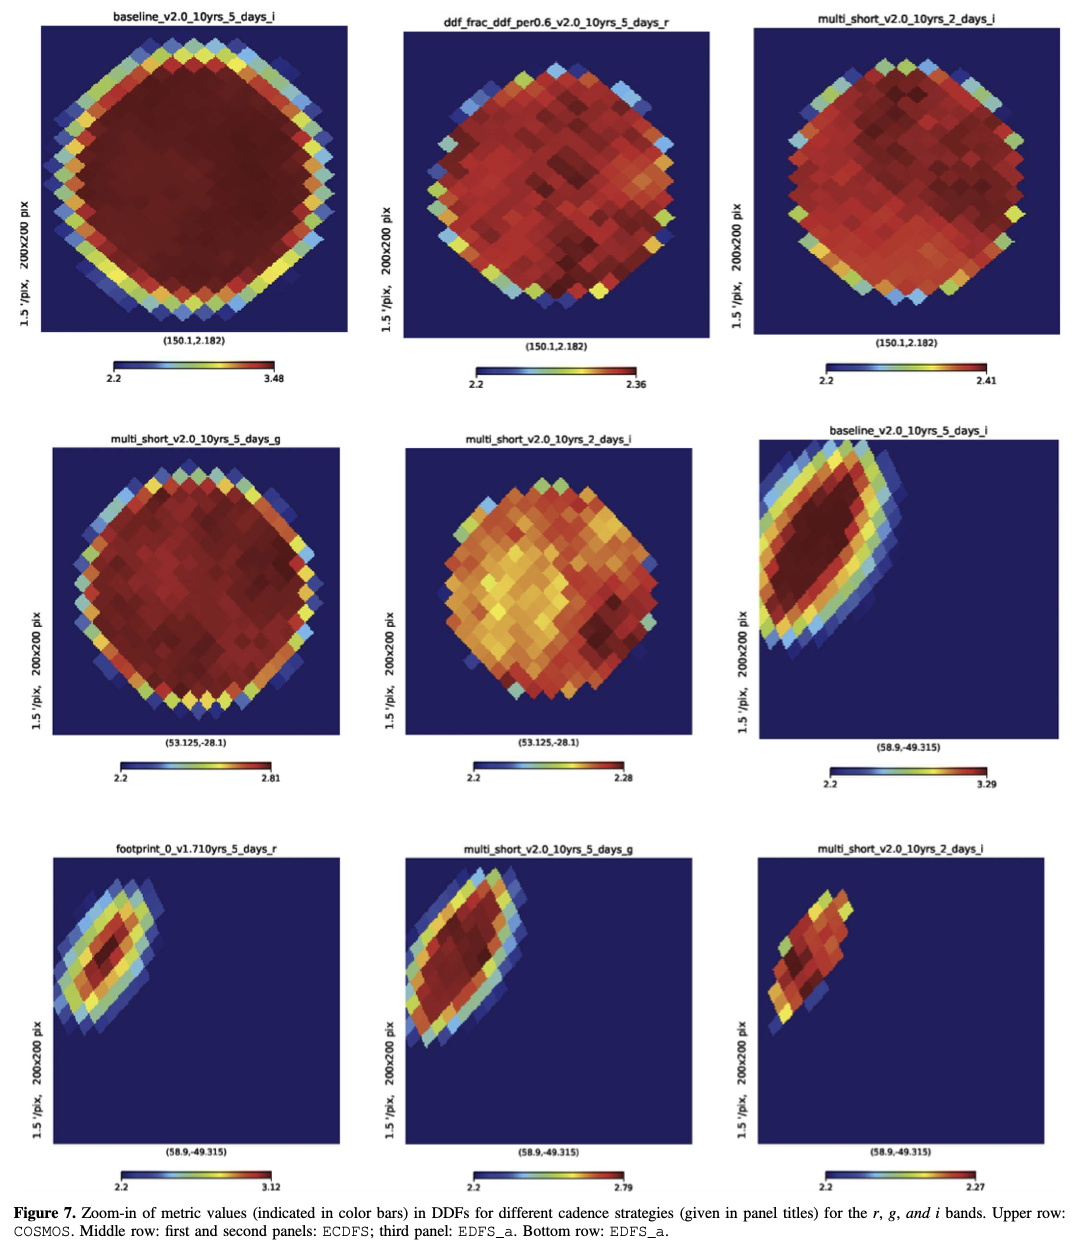 baseline_v2.0_10yrs_5_days_i
ddf_frac_ddf_per0.6_v2.0_10yrs_5_days_r
multi_short_v2.0_10yrs_2_days_i
1.5 '/pix, 200x200 pix
1.5 '/pix, 200x200 pix
1.5 '/pix, 200x200 pix
(150.1,2.182)
(150.1,2.182)
(150.1,2.182)
2.2 3.48
2.2 2.36
2.2 2.41
multi_short_v2.0_10yrs_5_days_g
multi_short_v2.0_10yrs_2_days_i
baseline_v2.0_10yrs_5_days_i
1.5 '/pix, 200x200 pix
1.5 '/pix, 200x200 pix
1.5 '/pix, 200x200 pix
(53.125,-28.1)
(53.125,-28.1)
(58.9,-49.315)
2.2 2.81
2.2 2.28
2.2 3.29
footprint_0_v1.710yrs_5_days_r
multi_short_v2.0_10yrs_5_days_g
multi_short_v2.0_10yrs_2_days_i
1.5 '/pix, 200x200 pix
1.5 '/pix, 200x200 pix
1.5 '/pix, 200x200 pix
(58.9,-49.315)
(58.9,-49.315)
(58.9,-49.315)
2.2 3.12
2.2 2.79
2.2 2.27
Figure 7. Zoom-in of metric values (indicated in color bars) in DDFs for different cadence strategies (given in panel titles) for the r, g, and i bands. Upper row:
COSMOS. Middle row: first and second panels: ECDFS; third panel: EDFS_a. Bottom row: EDFS_a.